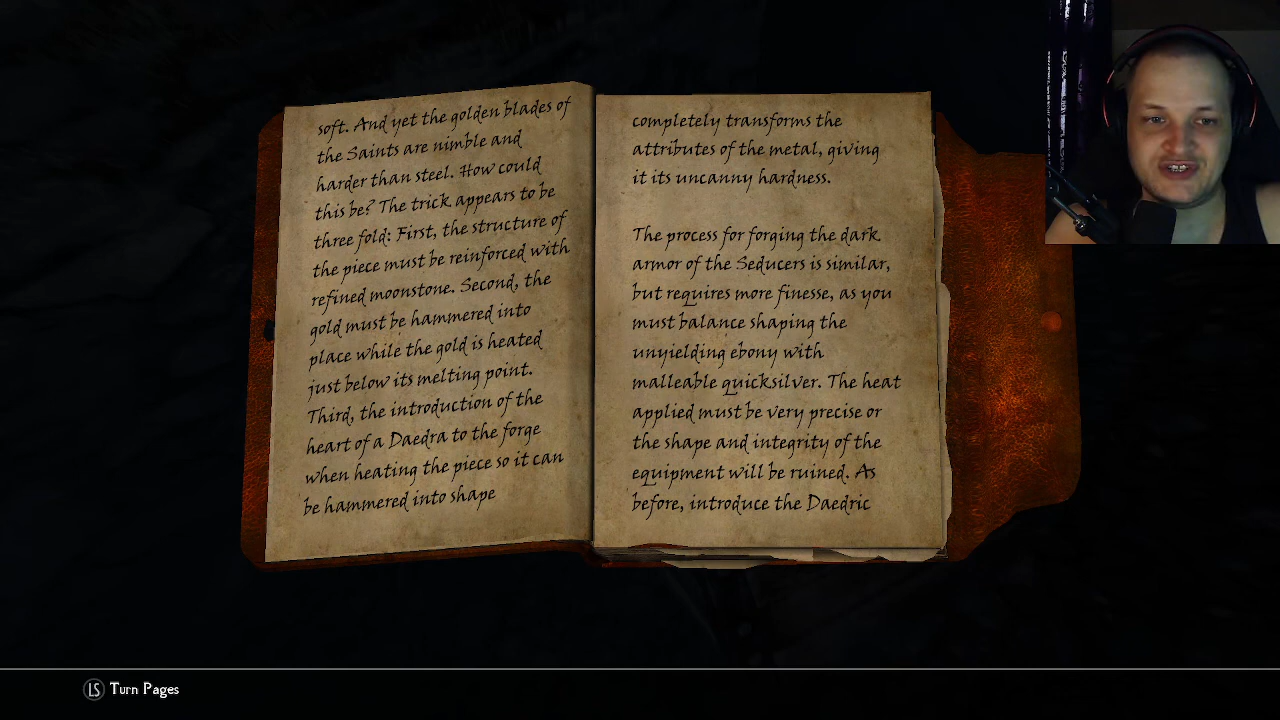 soft. And yet the golden blades of
the Saints are nimble and
harder than steel. How could
this be? The trick appears to be
three fold: First, the structure of
the piece must be reinforced with
refined moonstone. Second, the
gold must be hammered into
place while the gold is heated
just below its melting point.
Third, the introduction of the
heart of a Daedra to the forge
when heating the piece so it can
be hammered into shape
completely transforms the
attributes of the metal, giving
it its uncanny hardness.
The process for forging the dark
armor of the Seducers is similar,
but requires more finesse, as you
must balance shaping the
unyielding ebony with
malleable quicksilver. The heat
applied must be very precise or
the shape and integrity of the
equipment will be ruined. As
before, introduce the Daedric
LS Turn Pages